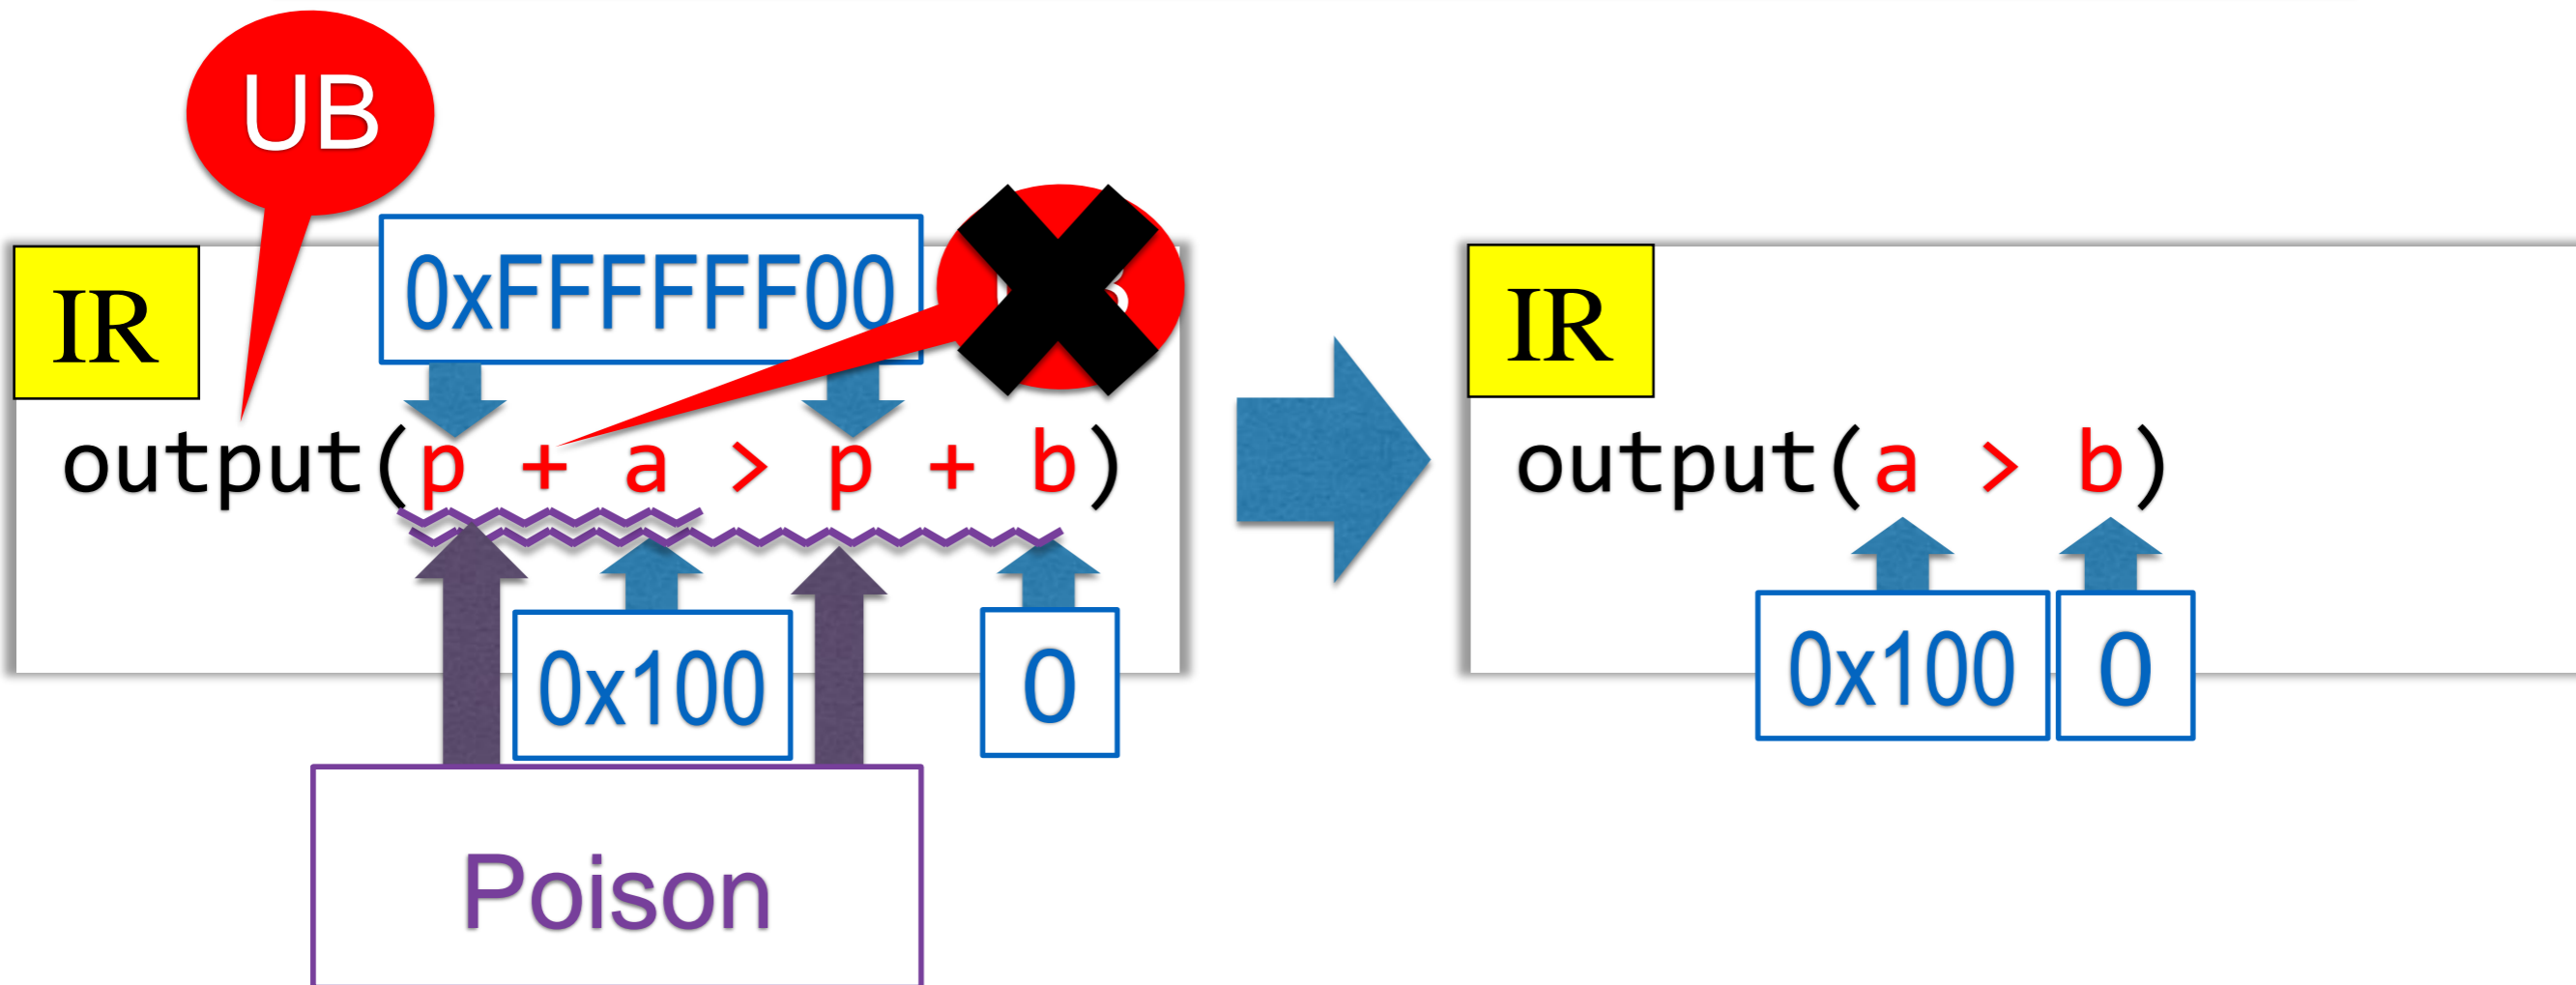 UB
IR
0xFFFFFF00
output(p + a > p + b)
0x100
0
Poison
IR
output(a > b)
0x100
0